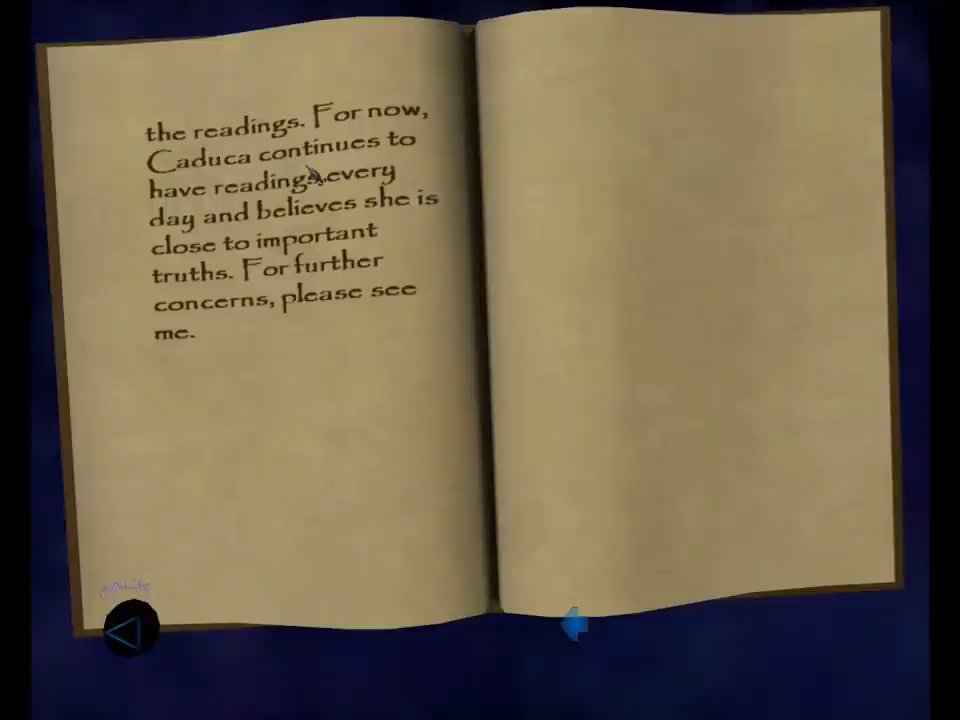 the readings. For now,
Caduca continues to
have readings every
day and believes she is
close to important
truths. For further
concerns, please see
me.